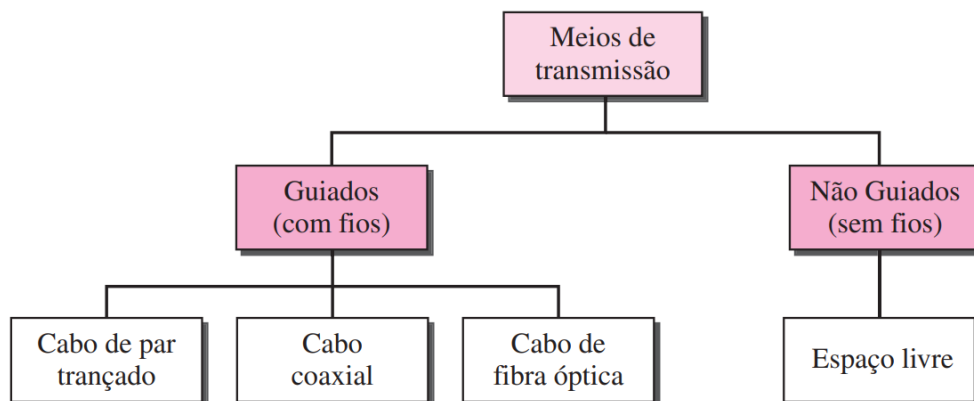 Meios de
transmissão
Guiados
(com fios)
Não Guiados
(sem fios)
Cabo de par
trançado
Cabo
coaxial
Cabo de
fibra óptica
Espaço livre